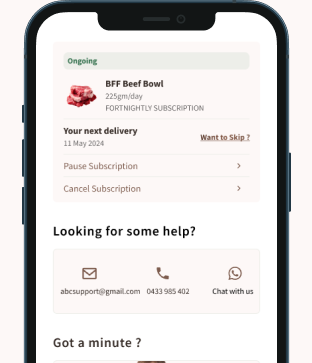 Ongoing
BFF Beef Bowl
225gm/day
FORTNIGHTLY SUBSCRIPTION
Your next delivery
11 May 2024
Want to Skip ?
Pause Subscription
Cancel Subscription
Looking for some help?
abcsupport@gmail.com 0433 985 402 Chat with us
Got a minute ?